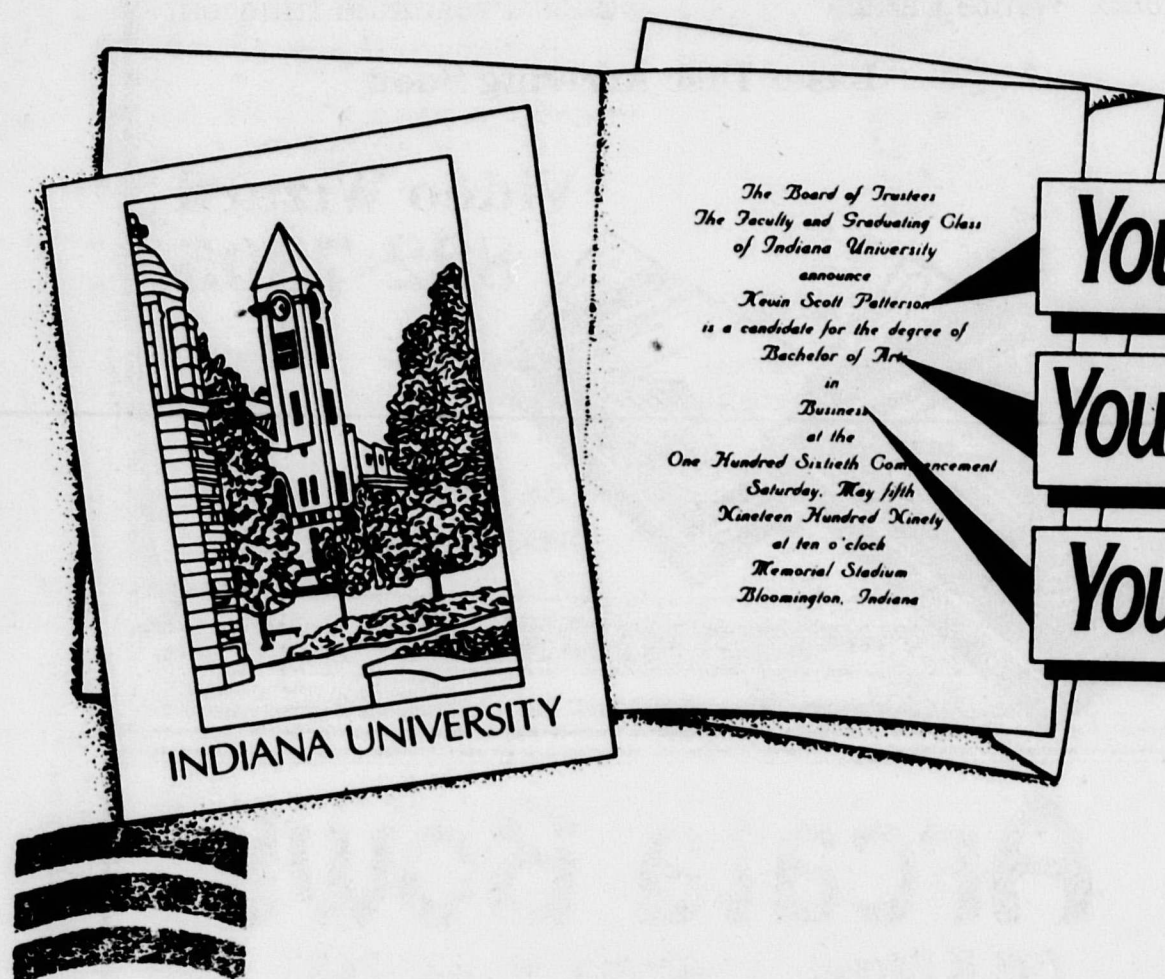 The Board of Trustees
The Faculty and Graduating Class
of Indiana University
announce
Kevin Scott Patterson
is a candidate for the degree of
Bachelor of Arts
in
Business
at the
One Hundred Sixtieth Commencement
Saturday, May fifth
Nineteen Hundred Ninety
at ten o'clock
Memorial Stadium
Bloomington, Indiana
You
You
You
INDIANA UNIVERSITY